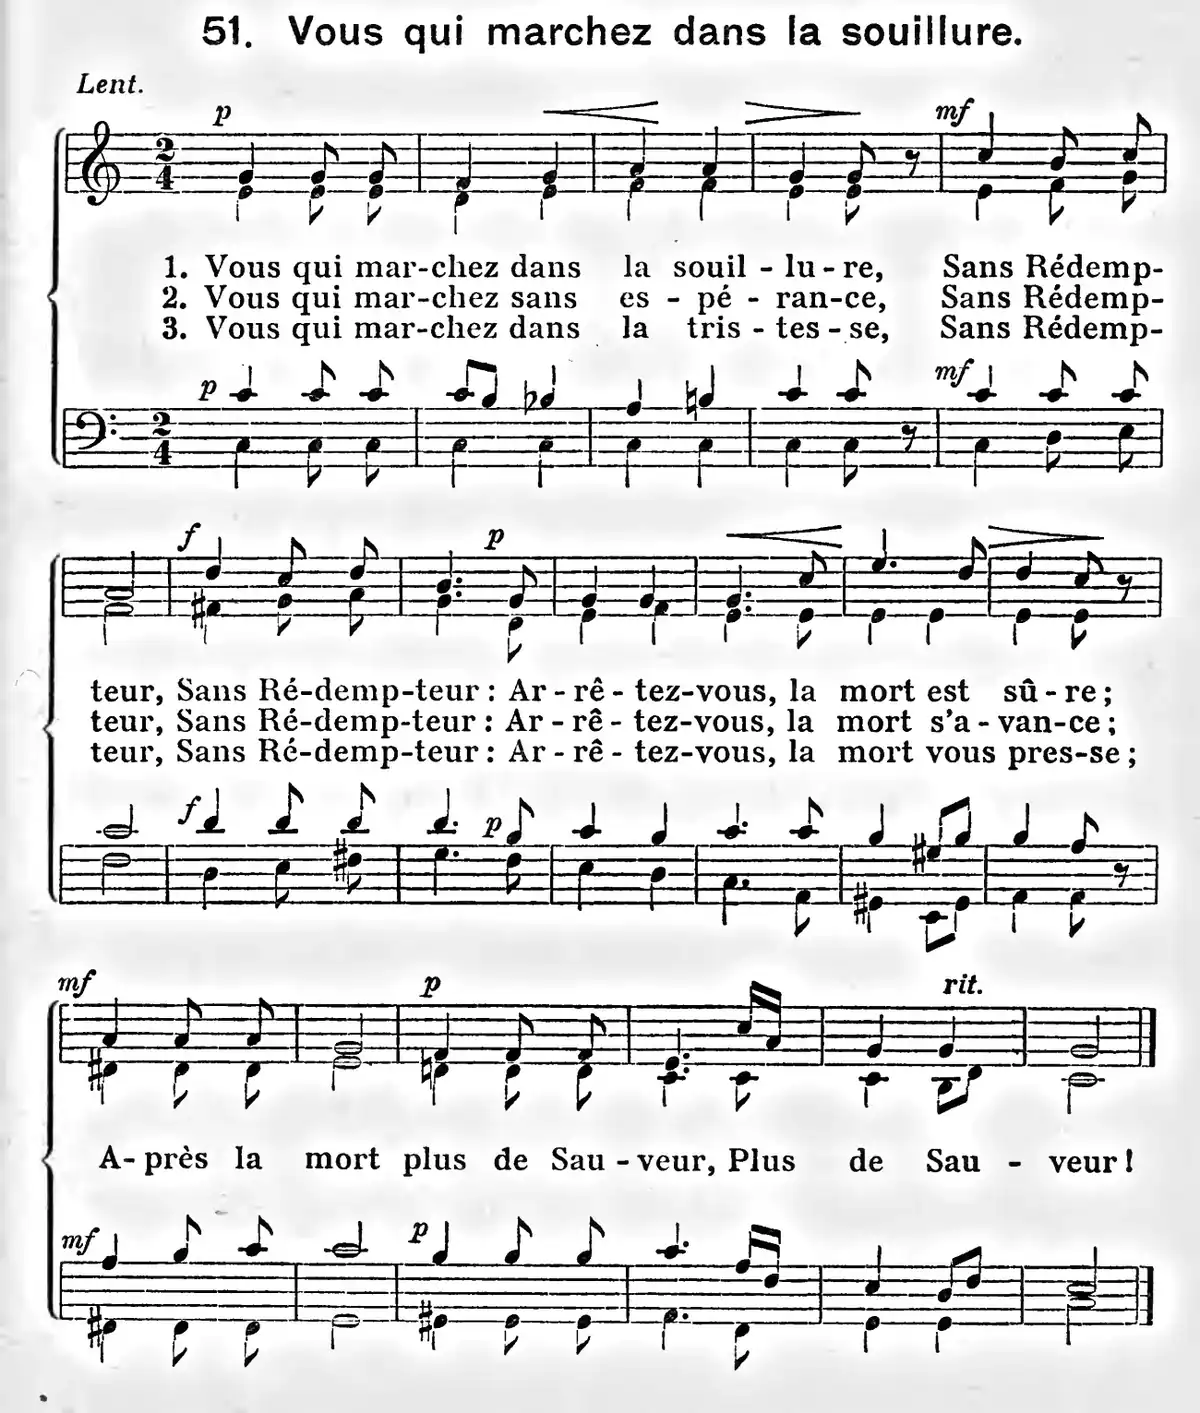 51. Vous qui marchez dans la souillure.
Lent.
p
mf
2
4
1. Vous qui mar-chez dans la souil - lu - re, Sans Rédemp-
2. Vous qui mar-chez sans es - pé - ran-ce, Sans Rédemp-
3. Vous qui mar-chez dans la tris - tes - se, Sans Rédemp-
p
mf
2
4
f
p
teur, Sans Ré-demp-teur : Ar - rê - tez-vous, la mort est sû - re ;
teur, Sans Ré-demp-teur : Ar - rê - tez-vous, la mort s'a - van-ce ;
teur, Sans Ré-demp-teur : Ar - rê - tez-vous, la mort vous pres-se ;
f
p
mf
p
rit.
A- près la mort plus de Sau - veur, Plus de Sau - veur !
mf
p